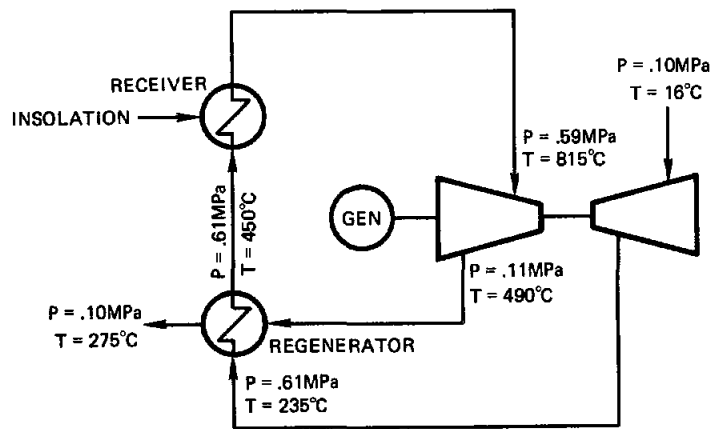 RECEIVER
INSOLATION
P = .10MPa
T = 16°C
P = .59MPa
T = 815°C
GEN
P = .61MPa
T = 450°C
P = .11MPa
T = 490°C
P = .10MPa
T = 275°C
REGENERATOR
P = .61MPa
T = 235°C